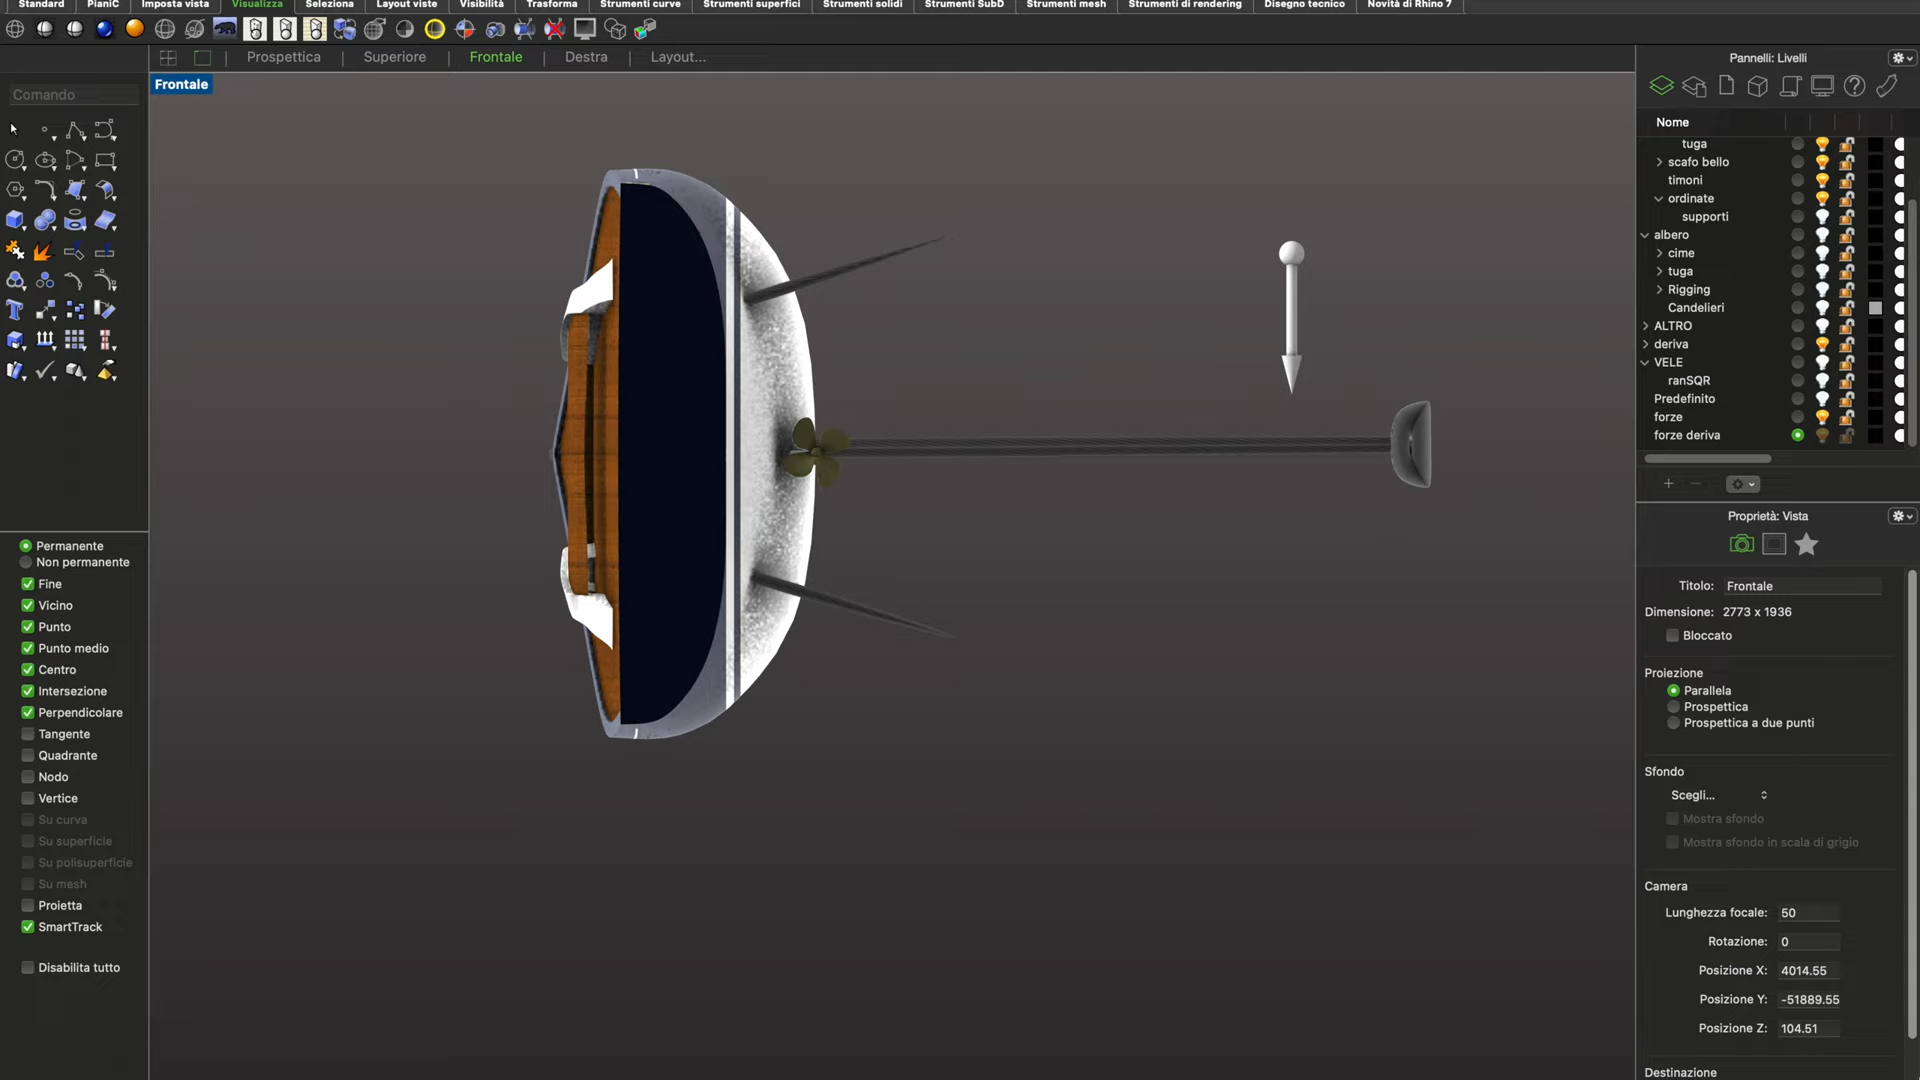 Standard PianiC Imposta vista Visualizza Seleziona Layout viste Visibilità Trasforma Strumenti curve Strumenti superfici Strumenti solidi Strumenti SubD Strumenti mesh Strumenti di rendering Disegno tecnico Novità di Rhino 7
Prospettica | Superiore | Frontale | Destra | Layout...
Frontale
Comando
Permanente
Non permanente
Fine
Vicino
Punto
Punto medio
Centro
Intersezione
Perpendicolare
Tangente
Quadrante
Nodo
Vertice
Su curva
Su superficie
Su polisuperficie
Su mesh
Proietta
SmartTrack
Disabilita tutto
Pannelli: Livelli
Nome
tuga
scafo bello
timoni
ordinate
supporti
albero
cime
tuga
Rigging
Candelieri
ALTRO
deriva
VELE
ranSQR
Predefinito
forze
forze deriva
Proprietà: Vista
Titolo: Frontale
Dimensione: 2773 x 1936
Bloccato
Proiezione
Parallela
Prospettica
Prospettica a due punti
Sfondo
Scegli...
Mostra sfondo
Mostra sfondo in scala di grigio
Camera
Lunghezza focale: 50
Rotazione: 0
Posizione X: 4014.55
Posizione Y: -51889.55
Posizione Z: 104.51
Destinazione